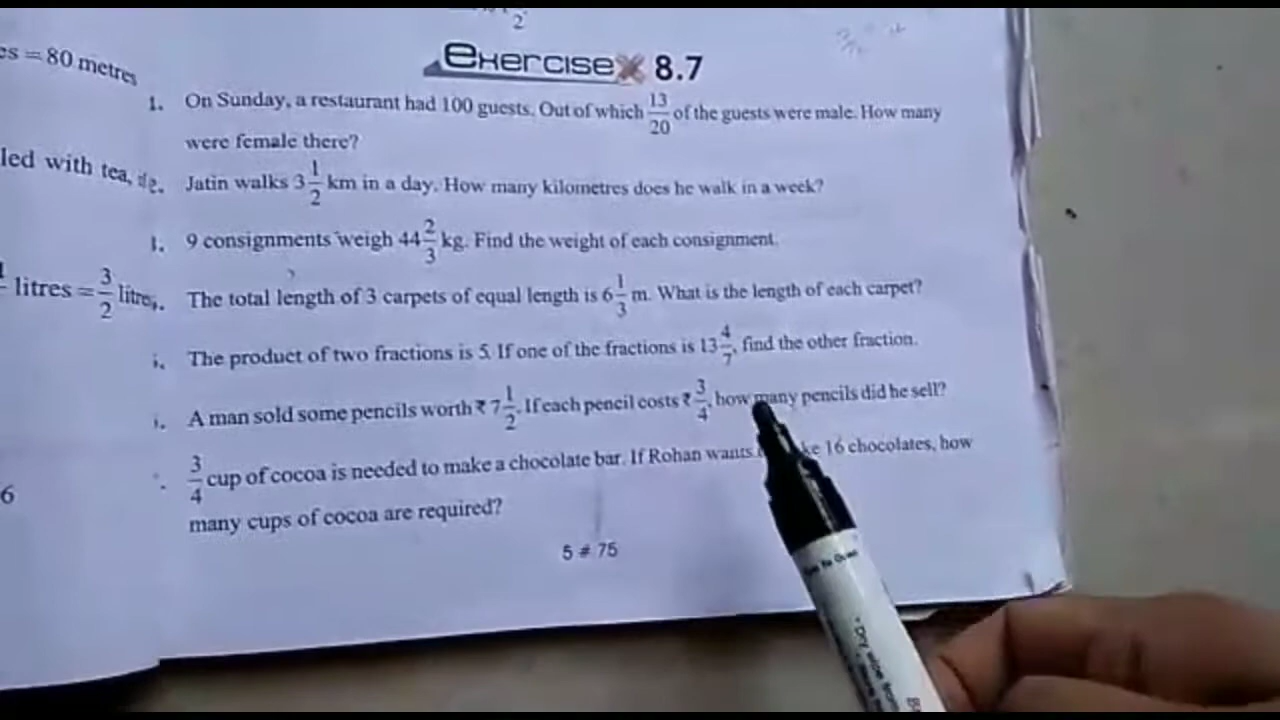 2
es = 80 metres
Exercise 8.7
1. On Sunday, a restaurant had 100 guests. Out of which 13/20 of the guests were male. How many
were female there?
led with tea,
Jatin walks 3 1/2 km in a day. How many kilometres does he walk in a week?
9 consignments weigh 44 2/3 kg. Find the weight of each consignment.
litres = 3/2 litres
The total length of 3 carpets of equal length is 6 1/3 m. What is the length of each carpet?
The product of two fractions is 5. If one of the fractions is 13 4/7, find the other fraction.
A man sold some pencils worth ₹ 7 1/2. If each pencil costs ₹ 3/4, how many pencils did he sell?
3/4 cup of cocoa is needed to make a chocolate bar. If Rohan wants ke 16 chocolates, how
6
many cups of cocoa are required?
5 # 75
• Dry wipe from